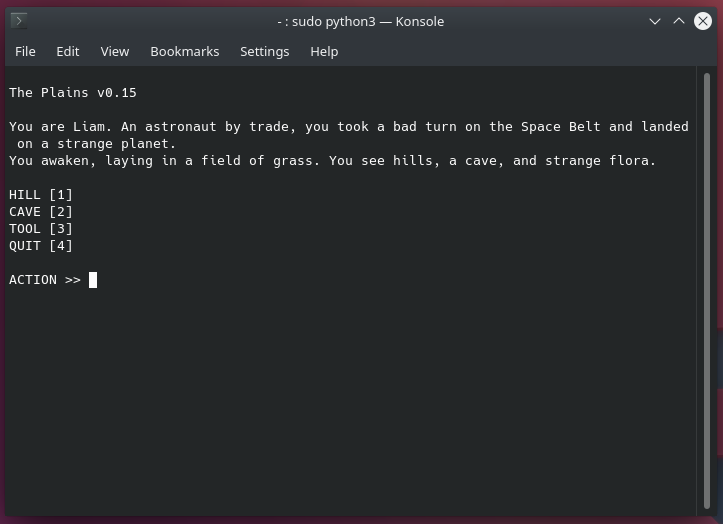 - : sudo python3 — Konsole
File Edit View Bookmarks Settings Help
The Plains v0.15
You are Liam. An astronaut by trade, you took a bad turn on the Space Belt and landed
on a strange planet.
You awaken, laying in a field of grass. You see hills, a cave, and strange flora.
HILL [1]
CAVE [2]
TOOL [3]
QUIT [4]
ACTION >>